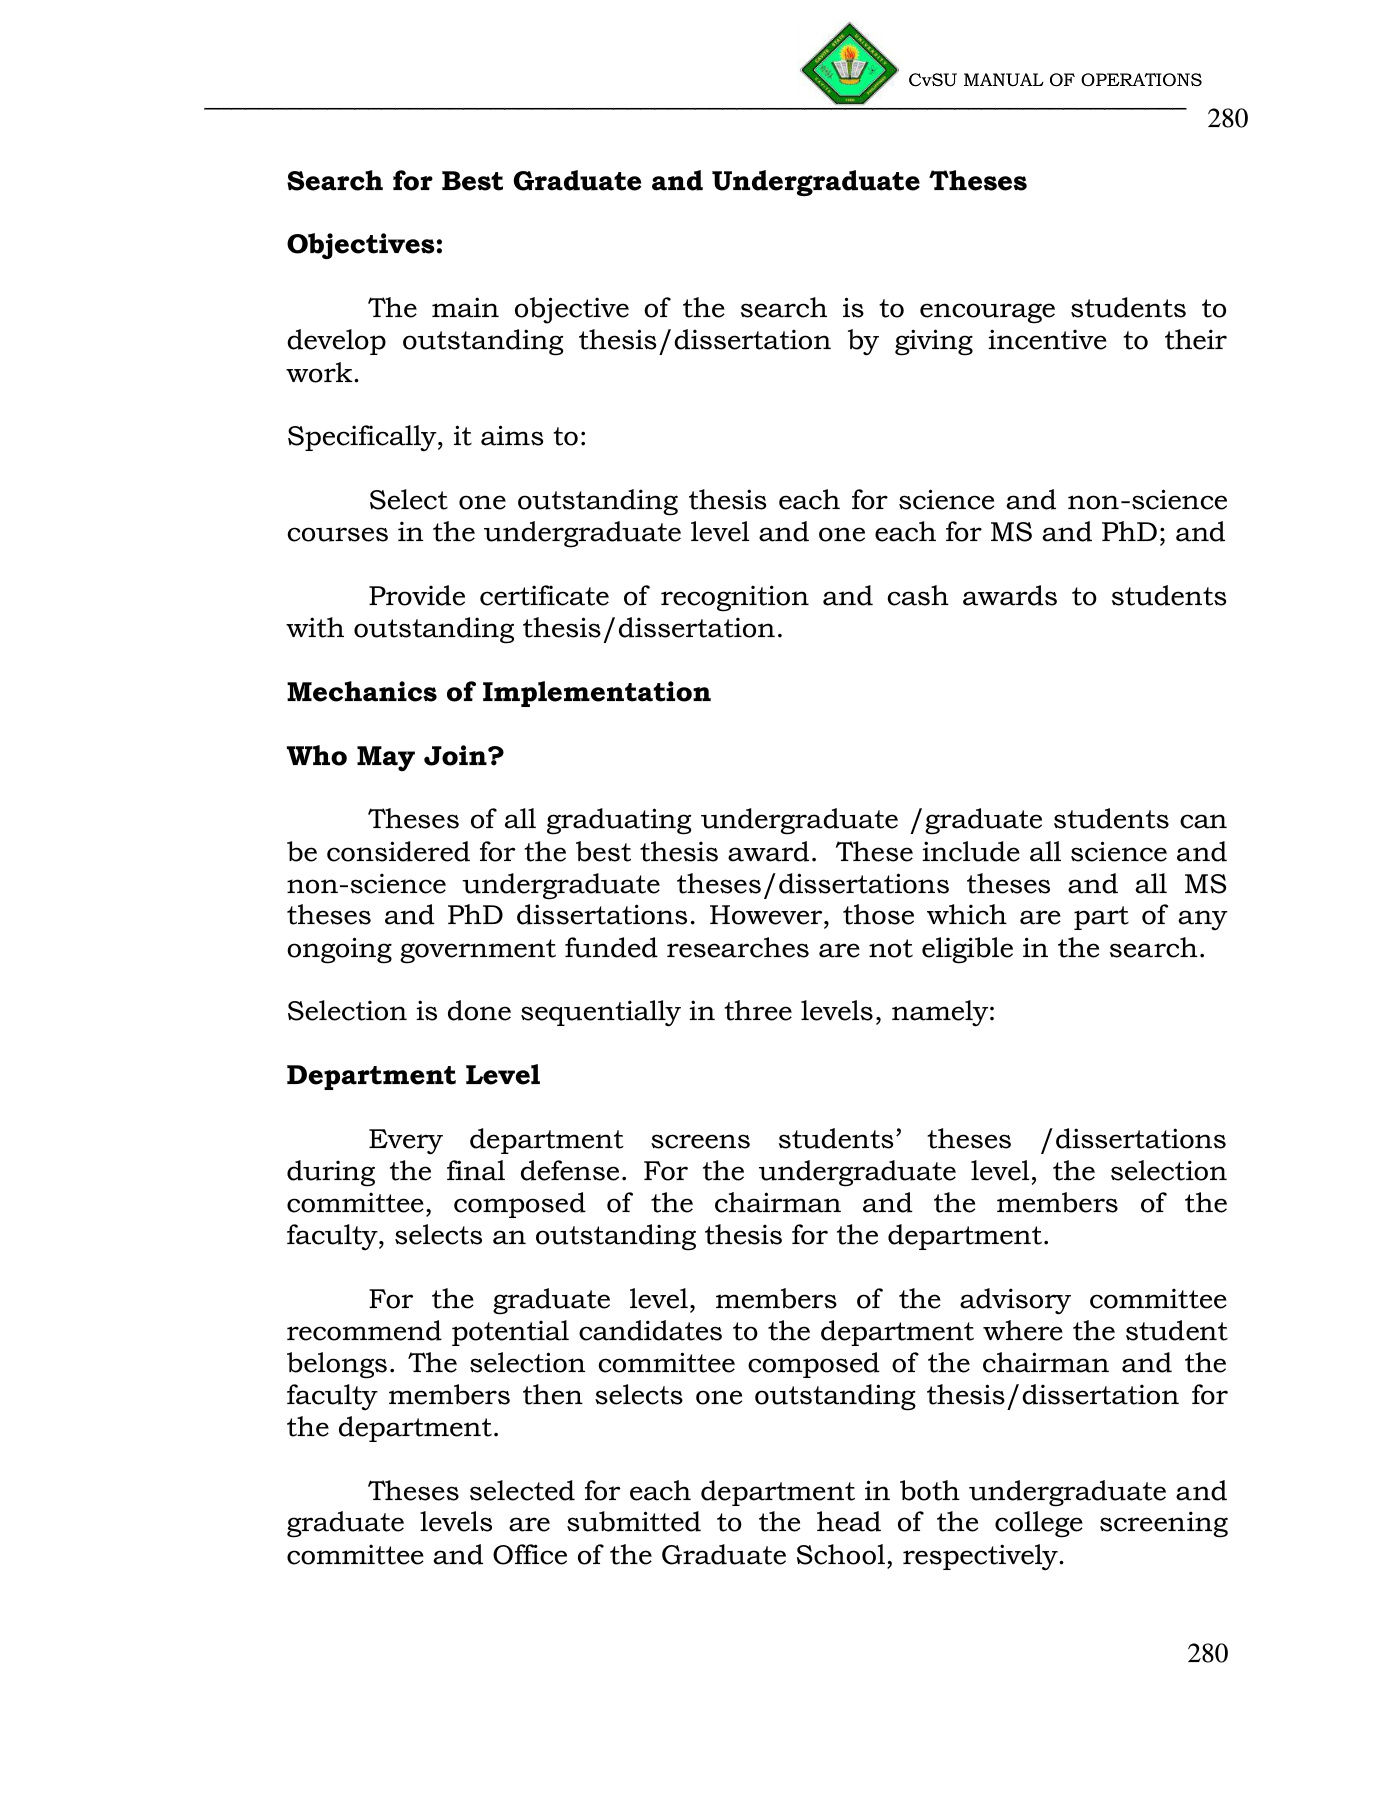 CvSU MANUAL OF OPERATIONS
280
Search for Best Graduate and Undergraduate Theses
Objectives:
The main objective of the search is to encourage students to
develop outstanding thesis/dissertation by giving incentive to their
work.
Specifically, it aims to:
Select one outstanding thesis each for science and non-science
courses in the undergraduate level and one each for MS and PhD; and
Provide certificate of recognition and cash awards to students
with outstanding thesis/dissertation.
Mechanics of Implementation
Who May Join?
Theses of all graduating undergraduate /graduate students can
be considered for the best thesis award.  These include all science and
non-science undergraduate theses/dissertations theses and all MS
theses and PhD dissertations. However, those which are part of any
ongoing government funded researches are not eligible in the search.
Selection is done sequentially in three levels, namely:
Department Level
Every department screens students’ theses /dissertations
during the final defense. For the undergraduate level, the selection
committee, composed of the chairman and the members of the
faculty, selects an outstanding thesis for the department.
For the graduate level, members of the advisory committee
recommend potential candidates to the department where the student
belongs. The selection committee composed of the chairman and the
faculty members then selects one outstanding thesis/dissertation for
the department.
Theses selected for each department in both undergraduate and
graduate levels are submitted to the head of the college screening
committee and Office of the Graduate School, respectively.
280